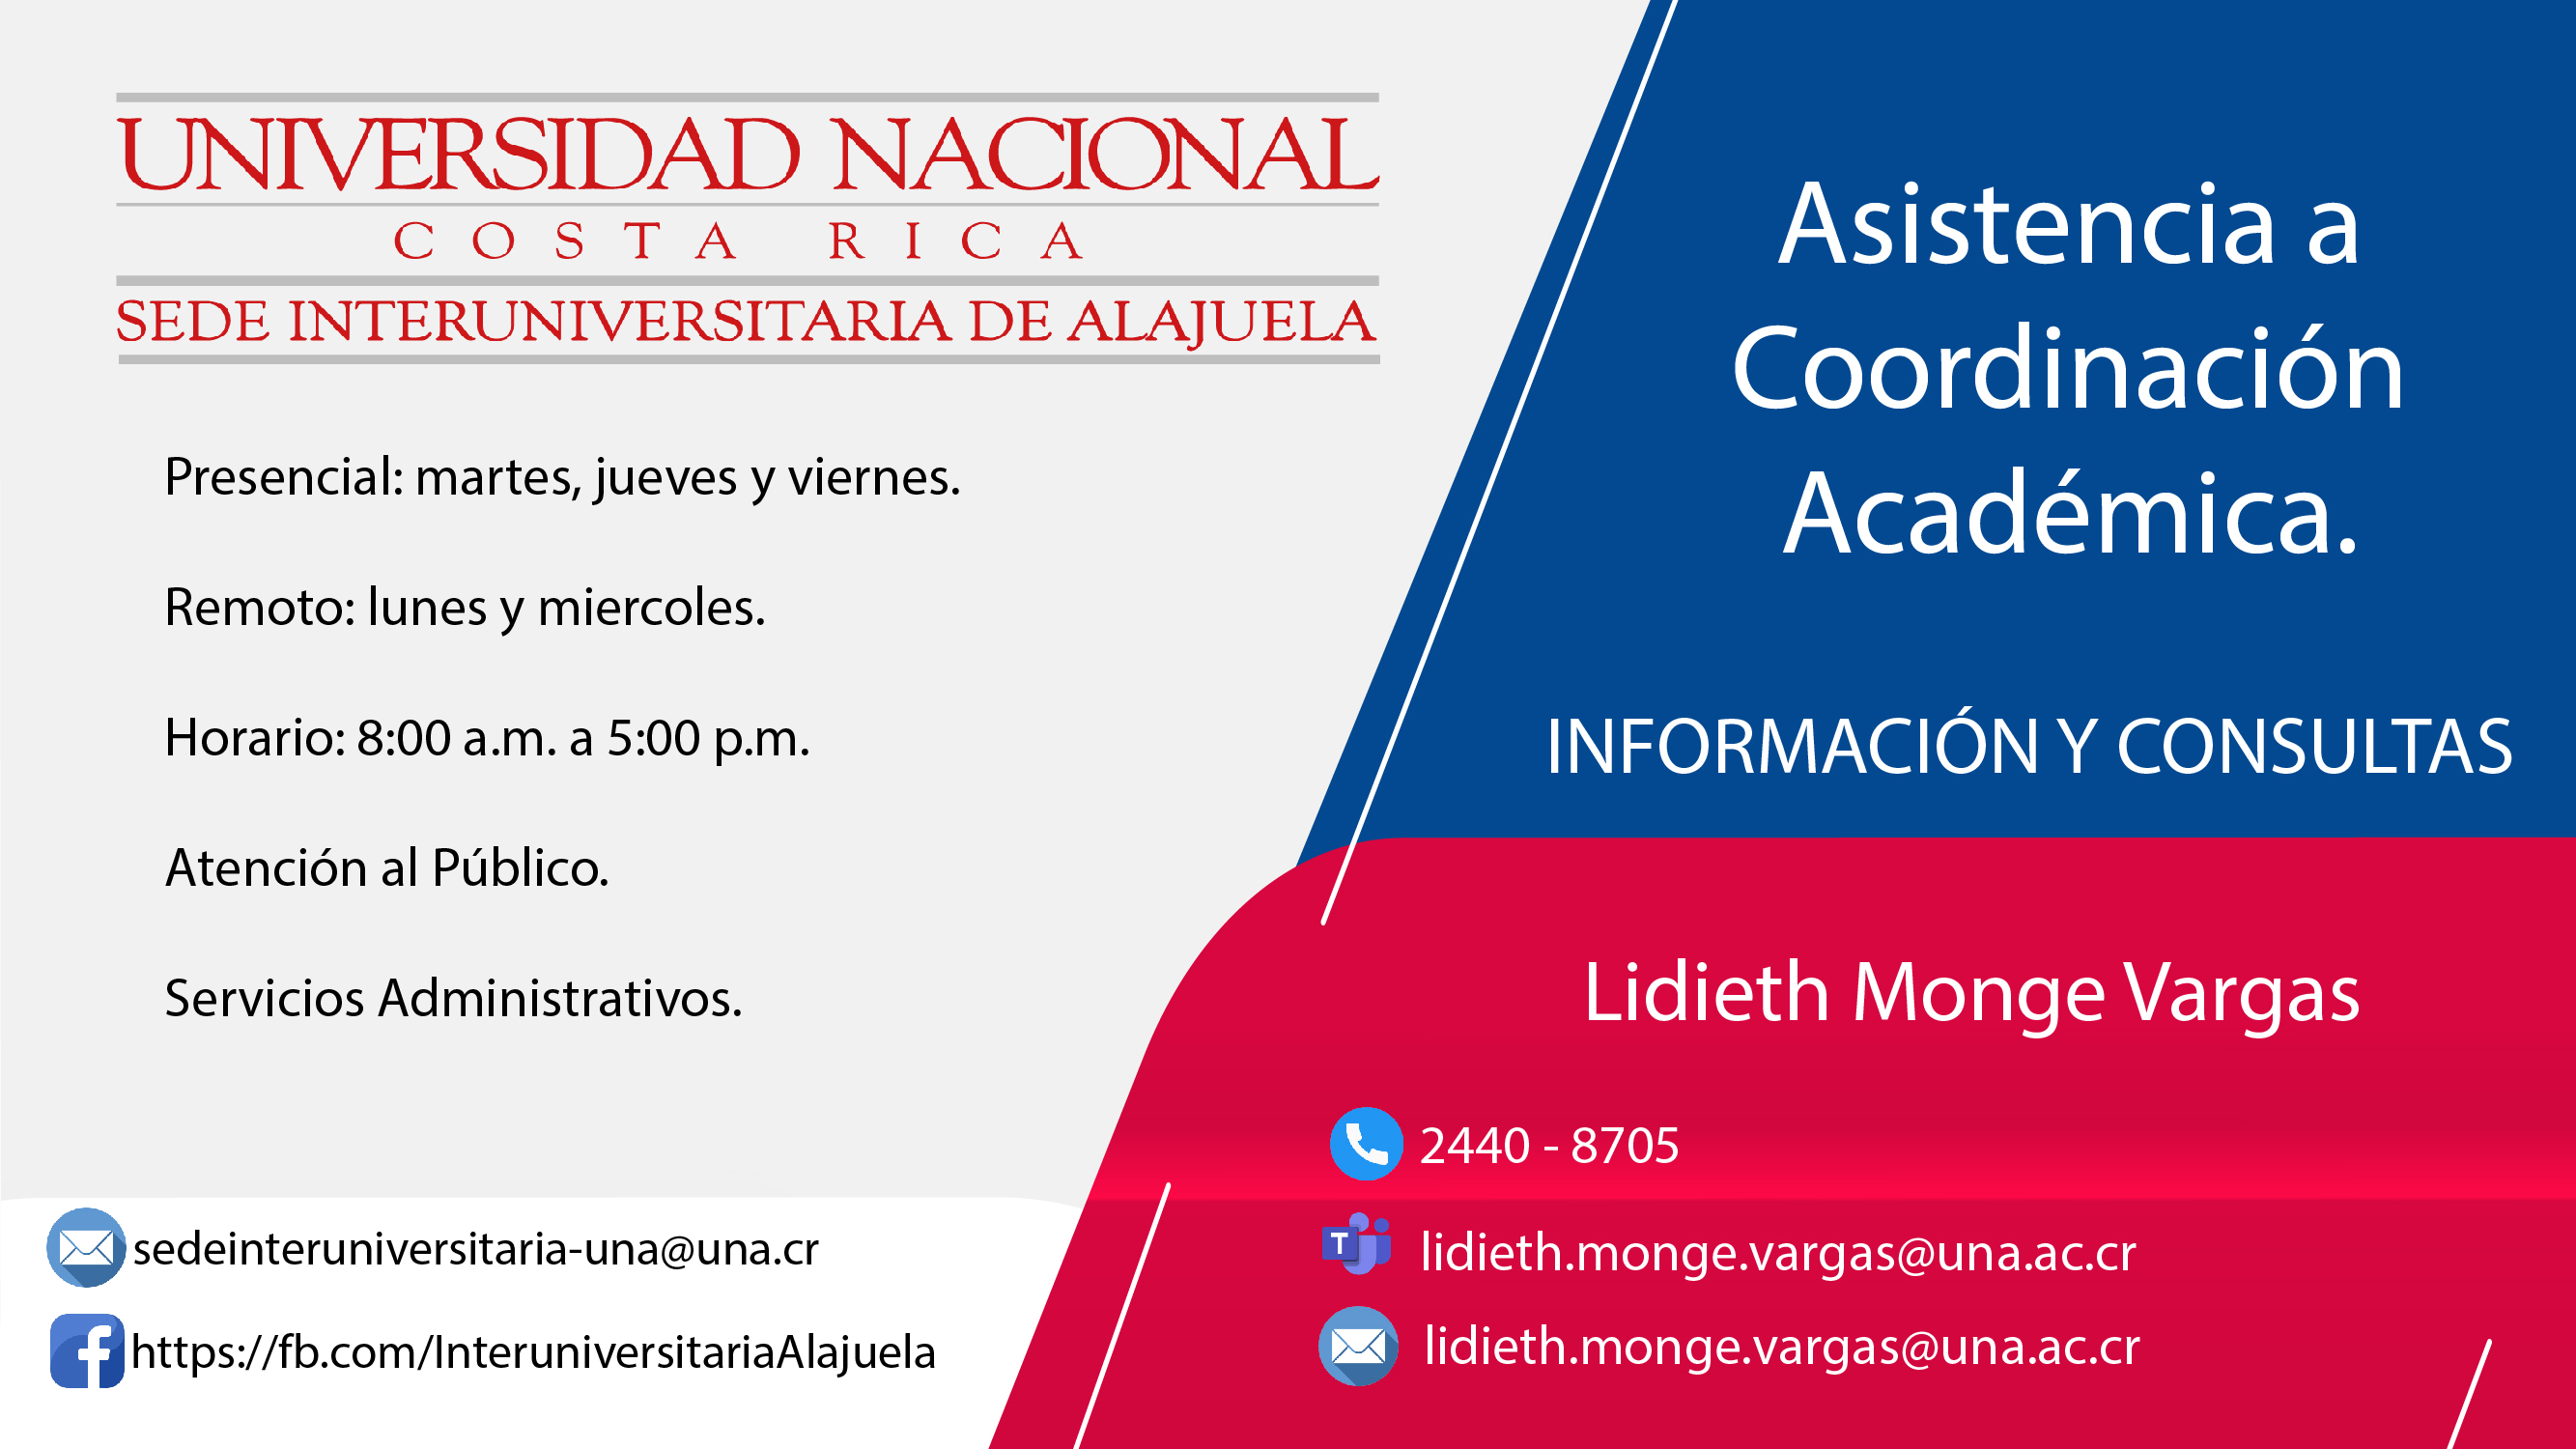 UNIVERSIDAD NACIONAL
COSTA RICA
SEDE INTERUNIVERSITARIA DE ALAJUELA
Presencial: martes, jueves y viernes.
Remoto: lunes y miercoles.
Horario: 8:00 a.m. a 5:00 p.m.
Atención al Público.
Servicios Administrativos.
sedeinteruniversitaria-una@una.cr
https://fb.com/InteruniversitariaAlajuela
Asistencia a
Coordinación
Académica.
INFORMACIÓN Y CONSULTAS
Lidieth Monge Vargas
2440 - 8705
T
lidieth.monge.vargas@una.ac.cr
lidieth.monge.vargas@una.ac.cr